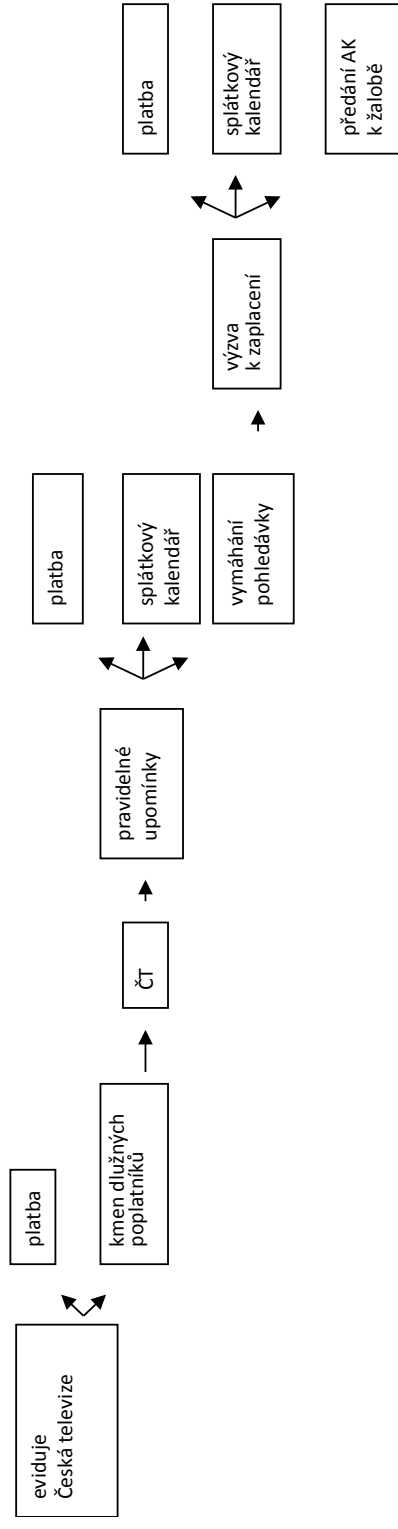 eviduje
Česká televize
platba
kmen dlužných
poplatníků
ČT
pravidelné
upomínky
platba
splátkový
kalendář
vymáhání
pohledávky
výzva
k zaplacení
platba
splátkový
kalendář
předání AK
k žalobě